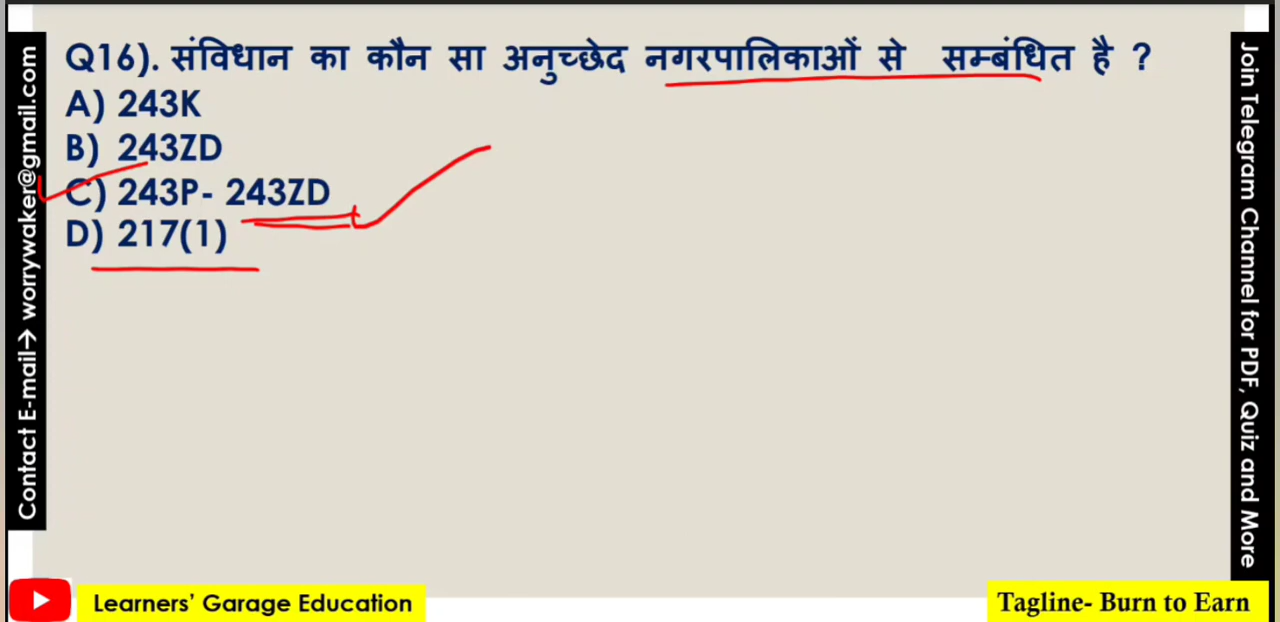 Q16). संविधान का कौन सा अनुच्छेद नगरपालिकाओं से सम्बंधित है ?
A) 243K
B) 243ZD
C) 243P- 243ZD
D) 217(1)
Contact E-mail→ worrywaker@gmail.com
Join Telegram Channel for PDF, Quiz and More
Learners’ Garage Education
Tagline- Burn to Earn